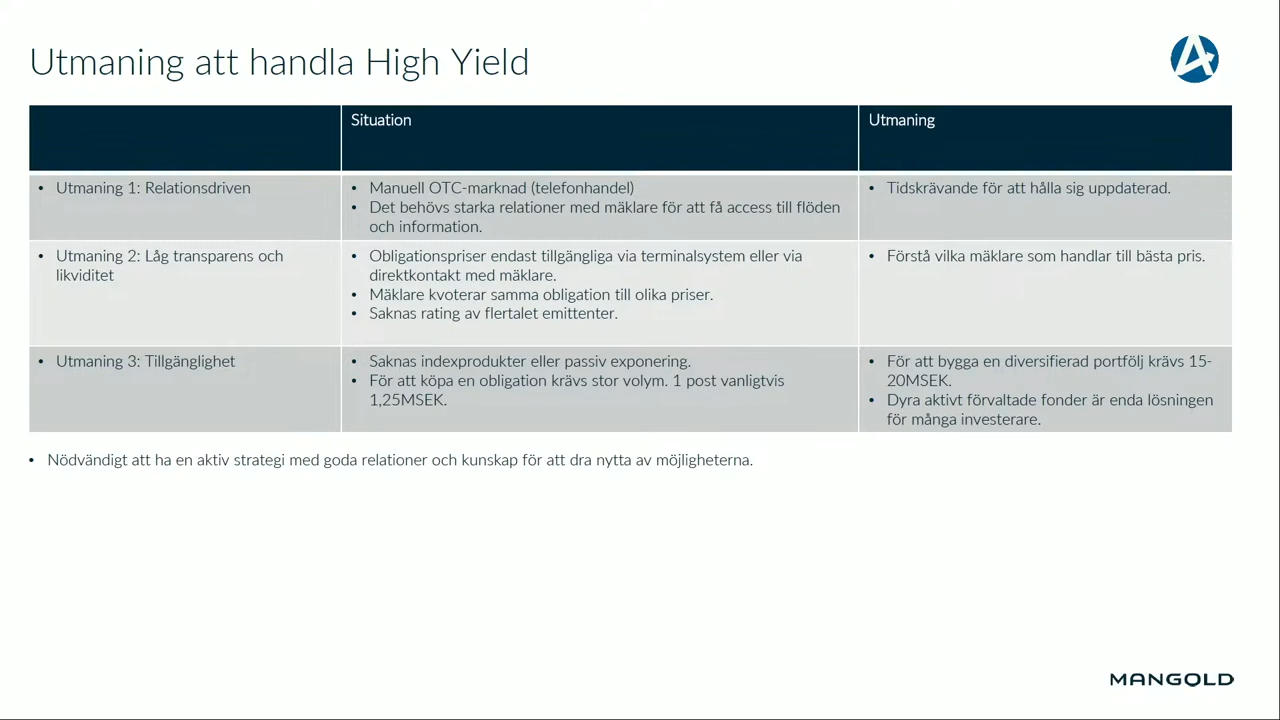 Utmaning att handla High Yield
Situation
Utmaning
• Utmaning 1: Relationsdriven
• Manuell OTC-marknad (telefonhandel)
• Det behövs starka relationer med mäklare för att få access till flöden
och information.
• Tidskrävande för att hålla sig uppdaterad.
• Utmaning 2: Låg transparens och
likviditet
• Obligationspriser endast tillgängliga via terminalsystem eller via
direktkontakt med mäklare.
• Mäklare kvoterar samma obligation till olika priser.
• Saknas rating av flertalet emittenter.
• Förstå vilka mäklare som handlar till bästa pris.
• Utmaning 3: Tillgänglighet
• Saknas indexprodukter eller passiv exponering.
• För att köpa en obligation krävs stor volym. 1 post vanligtvis
1,25MSEK.
• För att bygga en diversifierad portfölj krävs 15-
20MSEK.
• Dyra aktivt förvaltade fonder är enda lösningen
för många investerare.
• Nödvändigt att ha en aktiv strategi med goda relationer och kunskap för att dra nytta av möjligheterna.
MANGOLD